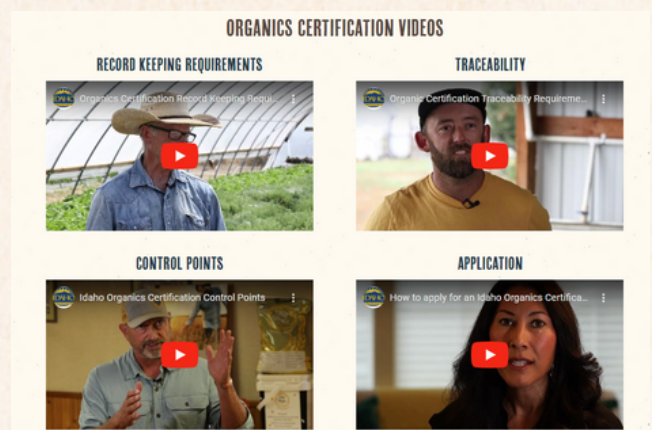 ORGANICS CERTIFICATION VIDEOS
RECORD KEEPING REQUIREMENTS
TRACEABILITY
IDAHO Organics Certification Record Keeping Requi...
IDAHO Organic Certification Traceability Requireme...
CONTROL POINTS
APPLICATION
IDAHO Idaho Organics Certification Control Points
IDAHO How to apply for an Idaho Organics Certifica...